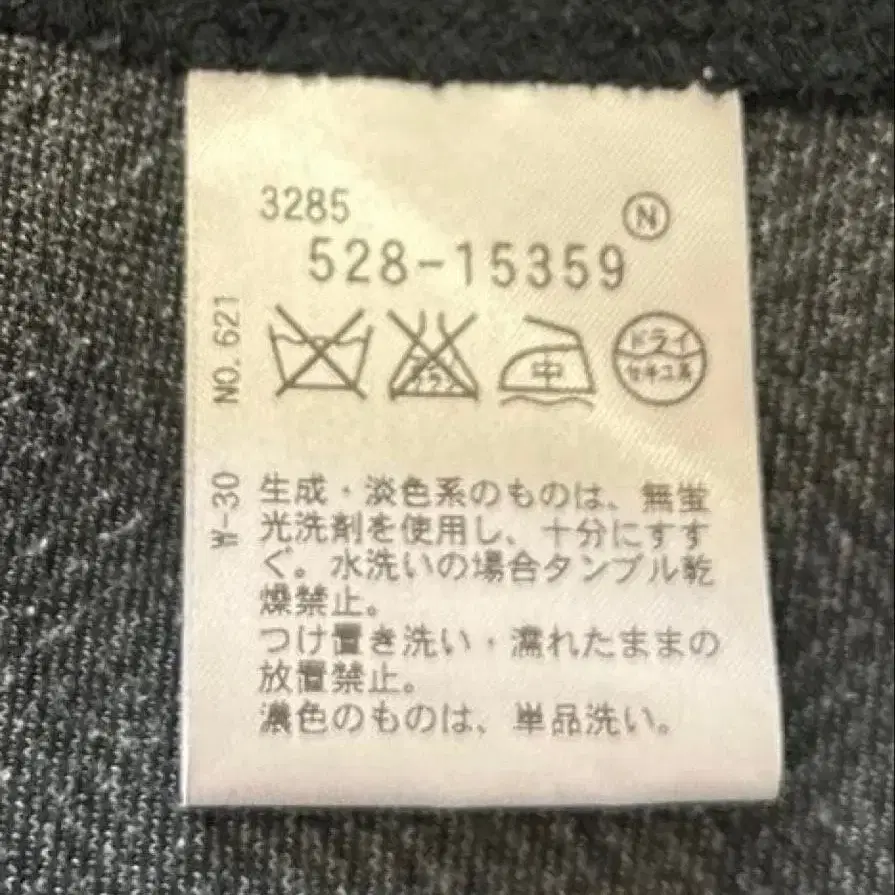 3285
Ⓝ
528-15359
NO. 621
中
ドライ
セキユ系
W-30
生成・淡色系のものは、無蛍
光洗剤を使用し、十分にすす
ぐ。水洗いの場合タンブル乾
燥禁止。
つけ置き洗い・濡れたままの
放置禁止。
濃色のものは、単品洗い。